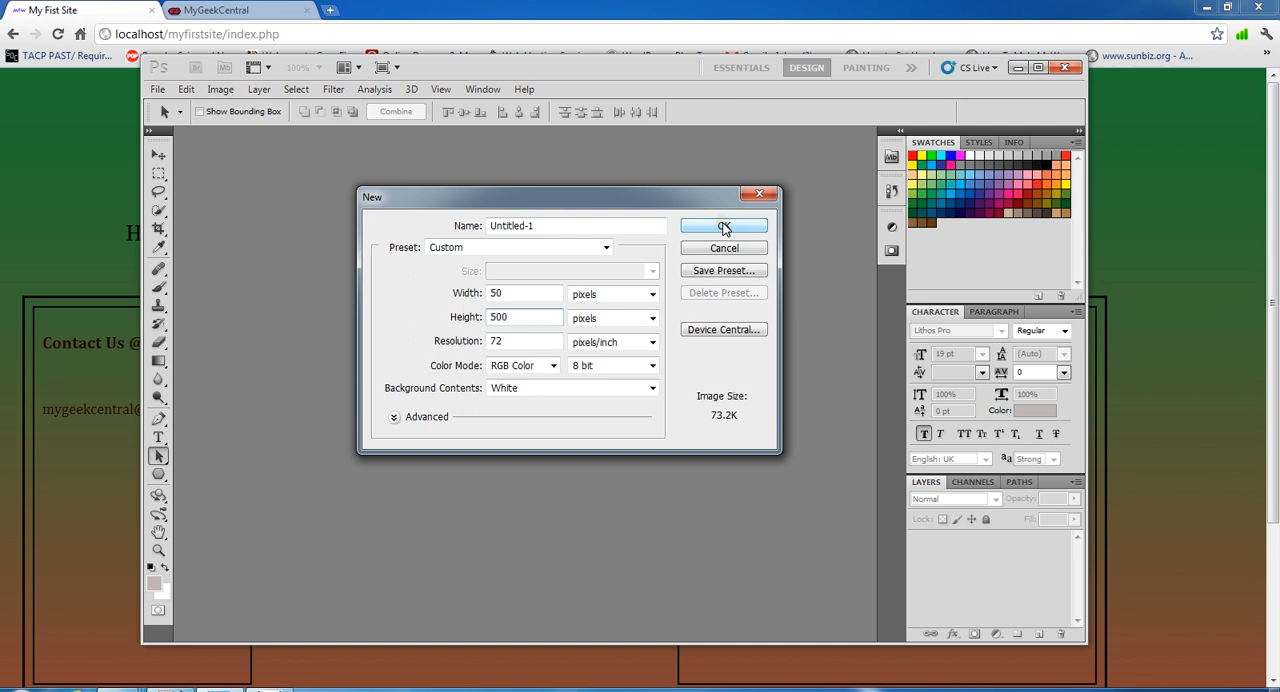 My Fist Site
MyGeekCentral
localhost/myfirstsite/index.php
TACP PAST/ Requir...
www.sunbiz.org - A...
Ps
Br
Mb
100%
ESSENTIALS
DESIGN
PAINTING
CS Live
File Edit Image Layer Select Filter Analysis 3D View Window Help
Show Bounding Box
Combine
New
Name: Untitled-1
OK
Preset: Custom
Cancel
Size:
Save Preset...
Width: 50 pixels
Delete Preset...
Height: 500 pixels
Device Central...
Resolution: 72 pixels/inch
Color Mode: RGB Color 8 bit
Background Contents: White
Image Size:
73.2K
Advanced
SWATCHES STYLES INFO
CHARACTER PARAGRAPH
Lithos Pro Regular
19 pt (Auto)
0
100% 100%
0 pt Color:
English: UK Strong
LAYERS CHANNELS PATHS
Normal Opacity:
Lock: Fill:
H
Contact Us @
mygeekcentral@